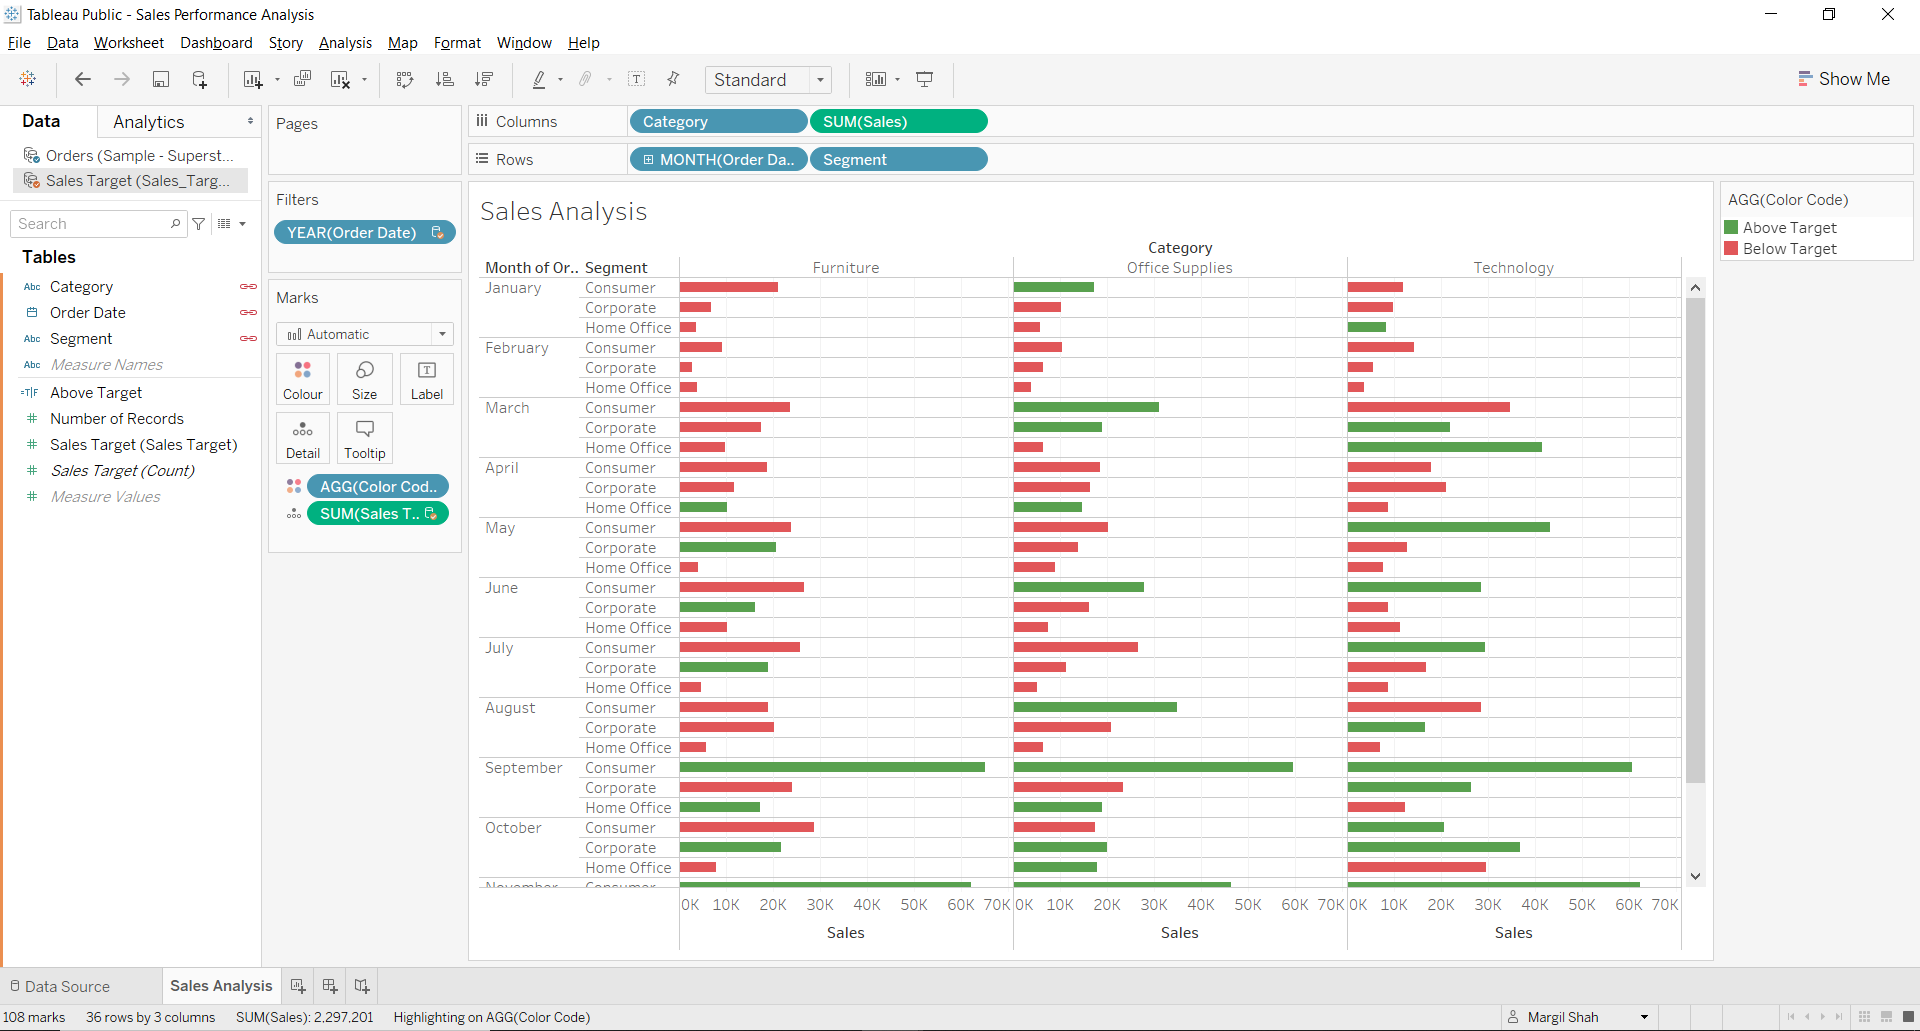 Tableau Public - Sales Performance Analysis
File Data Worksheet Dashboard Story Analysis Map Format Window Help
Standard
Show Me
Data Analytics
Orders (Sample - Superst...
Sales Target (Sales_Targ...
Search
Tables
Abc Category
Order Date
Abc Segment
Abc Measure Names
=T|F Above Target
# Number of Records
# Sales Target (Sales Target)
# Sales Target (Count)
# Measure Values
Pages
Filters
YEAR(Order Date)
Marks
Automatic
Colour Size Label
Detail Tooltip
AGG(Color Cod..
SUM(Sales T..
Columns Category SUM(Sales)
Rows MONTH(Order Da.. Segment
Sales Analysis
Category
Month of Or.. Segment Furniture Office Supplies Technology
January Consumer
Corporate
Home Office
February Consumer
Corporate
Home Office
March Consumer
Corporate
Home Office
April Consumer
Corporate
Home Office
May Consumer
Corporate
Home Office
June Consumer
Corporate
Home Office
July Consumer
Corporate
Home Office
August Consumer
Corporate
Home Office
September Consumer
Corporate
Home Office
October Consumer
Corporate
Home Office
November Consumer
0K 10K 20K 30K 40K 50K 60K 70K 0K 10K 20K 30K 40K 50K 60K 70K 0K 10K 20K 30K 40K 50K 60K 70K
Sales Sales Sales
AGG(Color Code)
Above Target
Below Target
Data Source Sales Analysis
108 marks 36 rows by 3 columns SUM(Sales): 2,297,201 Highlighting on AGG(Color Code) Margil Shah